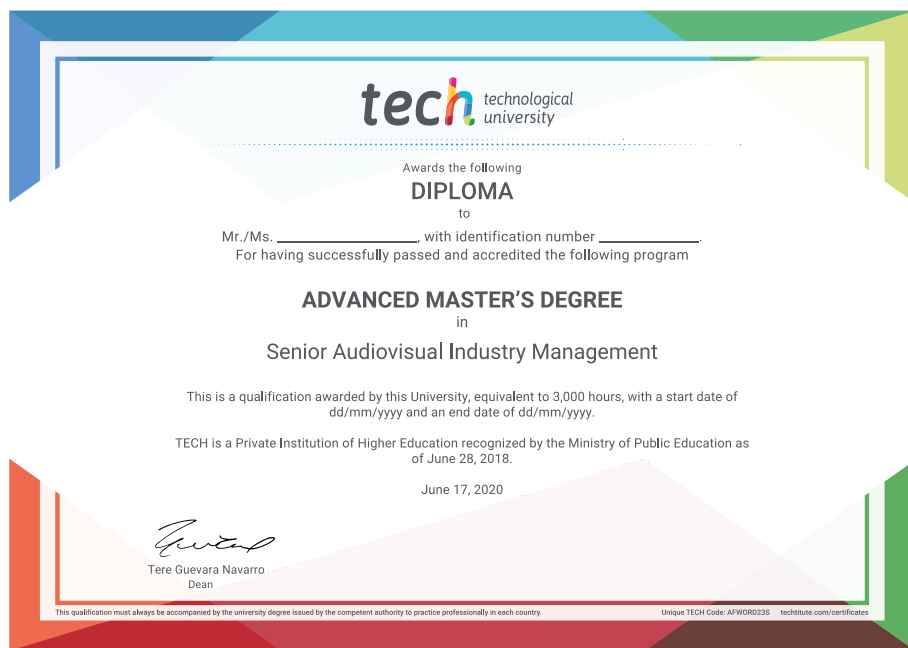 tech technological
university
Awards the following
DIPLOMA
to
Mr./Ms. ____________________, with identification number ______________.
For having successfully passed and accredited the following program
ADVANCED MASTER'S DEGREE
in
Senior Audiovisual Industry Management
This is a qualification awarded by this University, equivalent to 3,000 hours, with a start date of
dd/mm/yyyy and an end date of dd/mm/yyyy.
TECH is a Private Institution of Higher Education recognized by the Ministry of Public Education as
of June 28, 2018.
June 17, 2020
Tere Guevara Navarro
Dean
This qualification must always be accompanied by the university degree issued by the competent authority to practice professionally in each country. Unique TECH Code: AFWORD23S techtitute.com/certificates